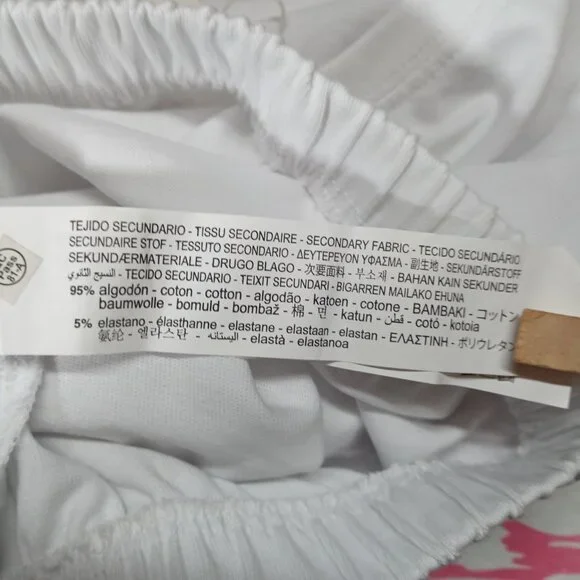 TEJIDO SECUNDARIO - TISSU SECONDAIRE - SECONDARY FABRIC - TECIDO SECUNDÁRIO
SECUNDAIRE STOF - TESSUTO SECONDARIO - ΔΕΥΤΕΡΕΥΟΝ ΥΦΑΣΜΑ - 副生地 - SEKUNDÄRSTOFF
SEKUNDÆRMATERIALE - DRUGO BLAGO - 次要面料 - 부소재 - BAHAN KAIN SEKUNDER
النسيج الثانوي - TECIDO SECUNDARIO - TEIXIT SECUNDARI - BIGARREN MAILAKO EHUNA
95% algodón - coton - cotton - algodão - katoen - cotone - ΒΑΜΒΑΚΙ - コットン
baumwolle - bomuld - bombaž - 棉 - 면 - katun - قطن - cotó - kotoia
5% elastano - élasthanne - elastane - elastaan - elastan - ΕΛΑΣΤΙΝΗ - ポリウレタン
氨纶 - 엘라스탄 - elastan - اليستانه - elastà - elastanoa